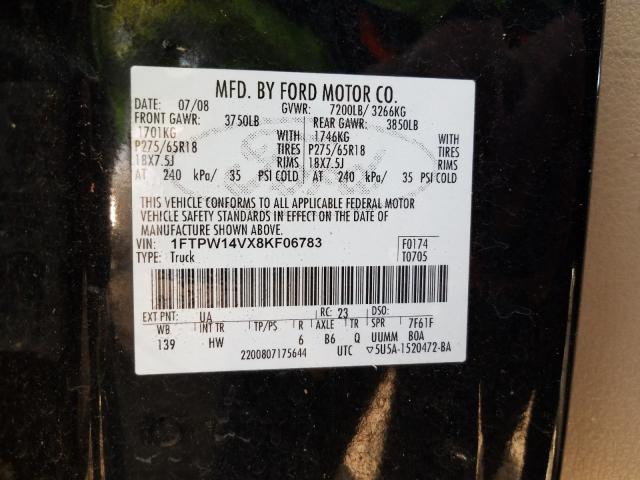 MFD. BY FORD MOTOR CO.
DATE: 07/08 GVWR: 7200LB/ 3266KG
FRONT GAWR: 3750LB REAR GAWR: 3850LB
1701KG WITH 1746KG WITH
P275/65R18 TIRES P275/65R18 TIRES
18X7.5J RIMS 18X7.5J RIMS
AT 240 kPa/ 35 PSI COLD AT 240 kPa/ 35 PSI COLD
Ford
THIS VEHICLE CONFORMS TO ALL APPLICABLE FEDERAL MOTOR
VEHICLE SAFETY STANDARDS IN EFFECT ON THE DATE OF
MANUFACTURE SHOWN ABOVE.
VIN: 1FTPW14VX8KF06783 F0174
TYPE: Truck T0705
EXT PNT: UA RC: 23 DSO:
WB INT TR TP/PS R AXLE TR SPR 7F61F
139 HW 6 B6 Q UUMM B0A
2200807175644 UTC ▽5U5A-1520472-BA